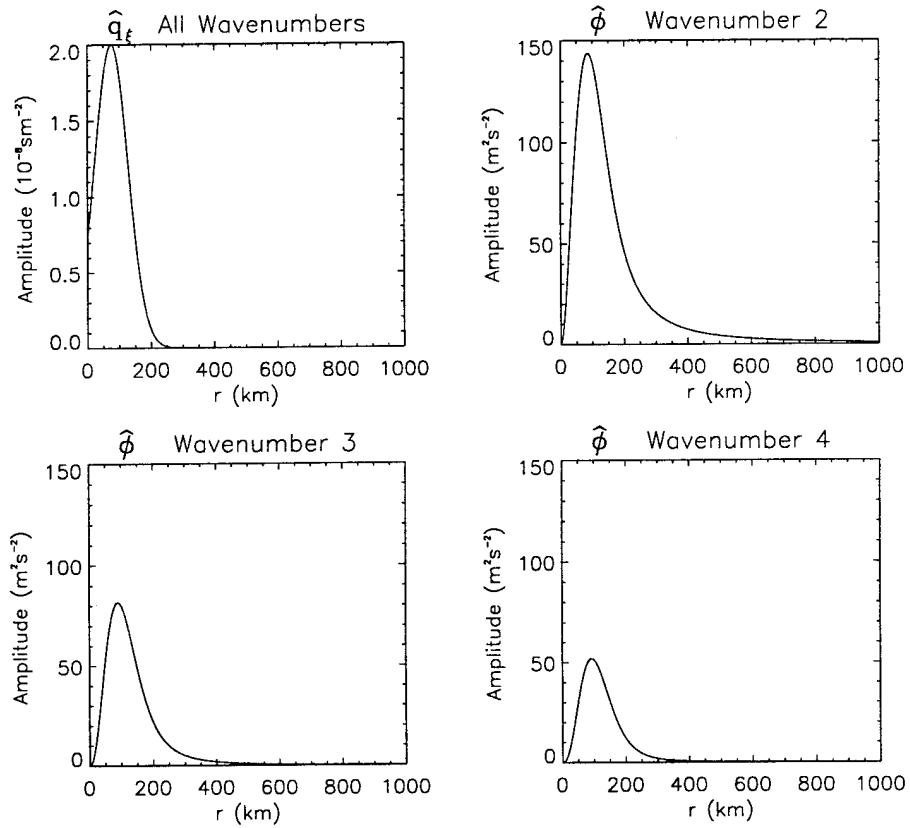 q̂ξ All Wavenumbers
2.0
1.5
1.0
0.5
0.0
Amplitude (10⁻⁸sm⁻²)
0 200 400 600 800 1000
r (km)
φ̂ Wavenumber 2
150
100
50
0
Amplitude (m²s⁻²)
0 200 400 600 800 1000
r (km)
φ̂ Wavenumber 3
150
100
50
0
Amplitude (m²s⁻²)
0 200 400 600 800 1000
r (km)
φ̂ Wavenumber 4
150
100
50
0
Amplitude (m²s⁻²)
0 200 400 600 800 1000
r (km)